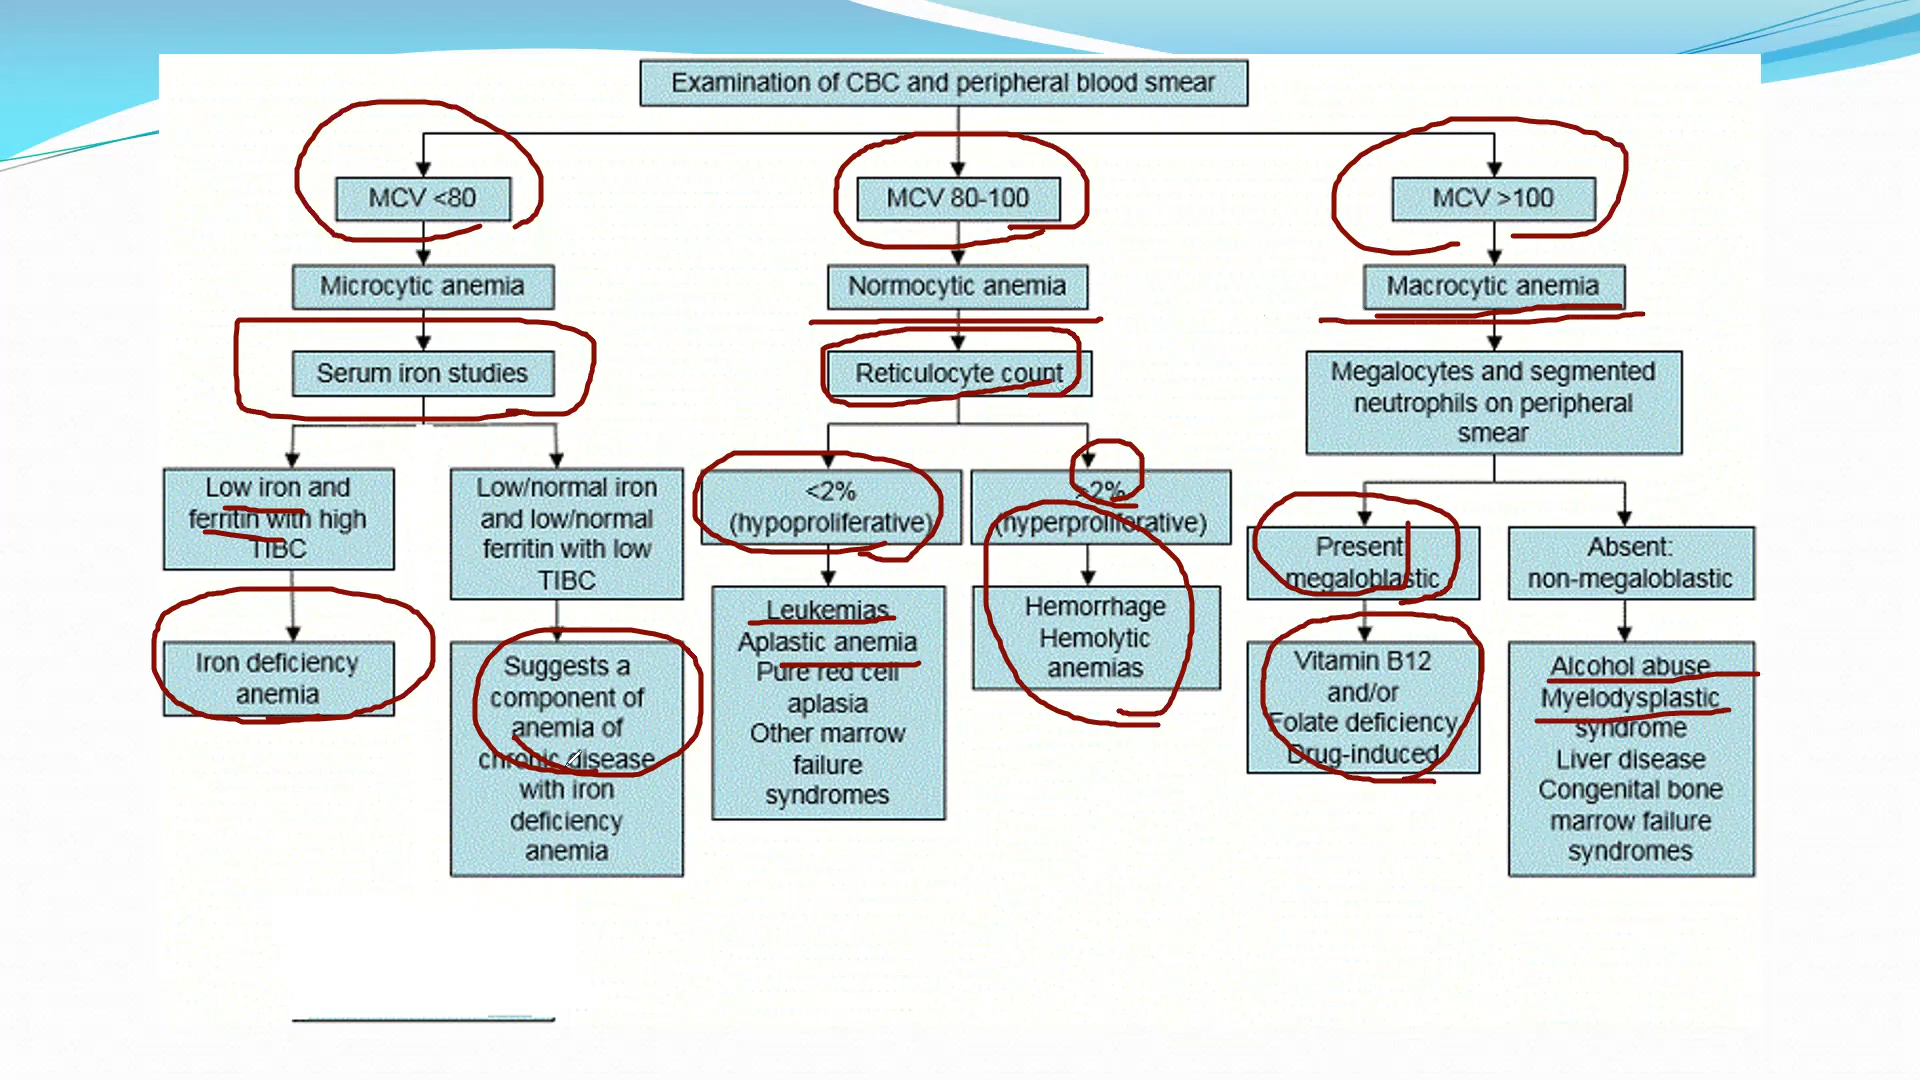 Examination of CBC and peripheral blood smear
MCV <80
MCV 80-100
MCV >100
Microcytic anemia
Normocytic anemia
Macrocytic anemia
Serum iron studies
Reticulocyte count
Megalocytes and segmented
neutrophils on peripheral
smear
Low iron and
ferritin with high
TIBC
Low/normal iron
and low/normal
ferritin with low
TIBC
<2%
(hypoproliferative)
>2%
(hyperproliferative)
Present:
megaloblastic
Absent:
non-megaloblastic
Iron deficiency
anemia
Suggests a
component of
anemia of
chronic disease
with iron
deficiency
anemia
Leukemias
Aplastic anemia
Pure red cell
aplasia
Other marrow
failure
syndromes
Hemorrhage
Hemolytic
anemias
Vitamin B12
and/or
Folate deficiency
Drug-induced
Alcohol abuse
Myelodysplastic
syndrome
Liver disease
Congenital bone
marrow failure
syndromes